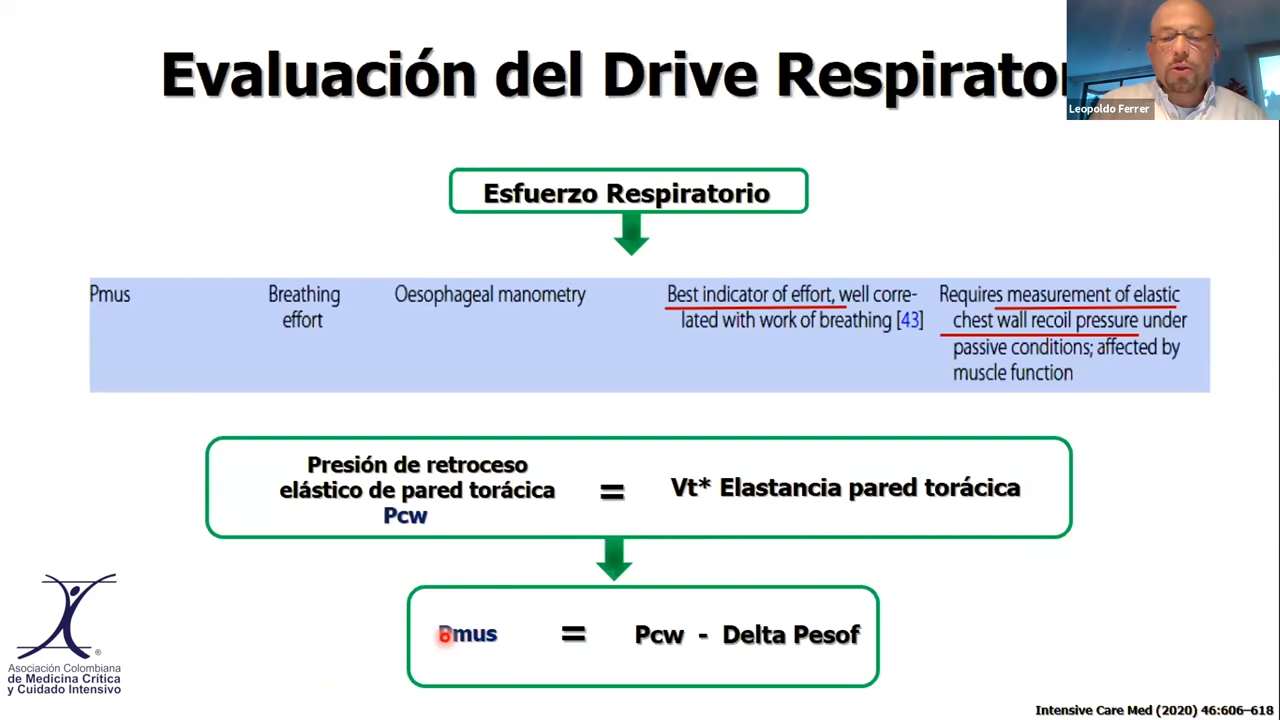 Evaluación del Drive Respirator
Leopoldo Ferrer
Esfuerzo Respiratorio
Pmus
Breathing
effort
Oesophageal manometry
Best indicator of effort, well corre-
lated with work of breathing [43]
Requires measurement of elastic
chest wall recoil pressure under
passive conditions; affected by
muscle function
Presión de retroceso
elástico de pared torácica
Pcw
=
Vt* Elastancia pared torácica
Pmus = Pcw - Delta Pesof
®
Asociación Colombiana
de Medicina Crítica
y Cuidado Intensivo
Intensive Care Med (2020) 46:606–618